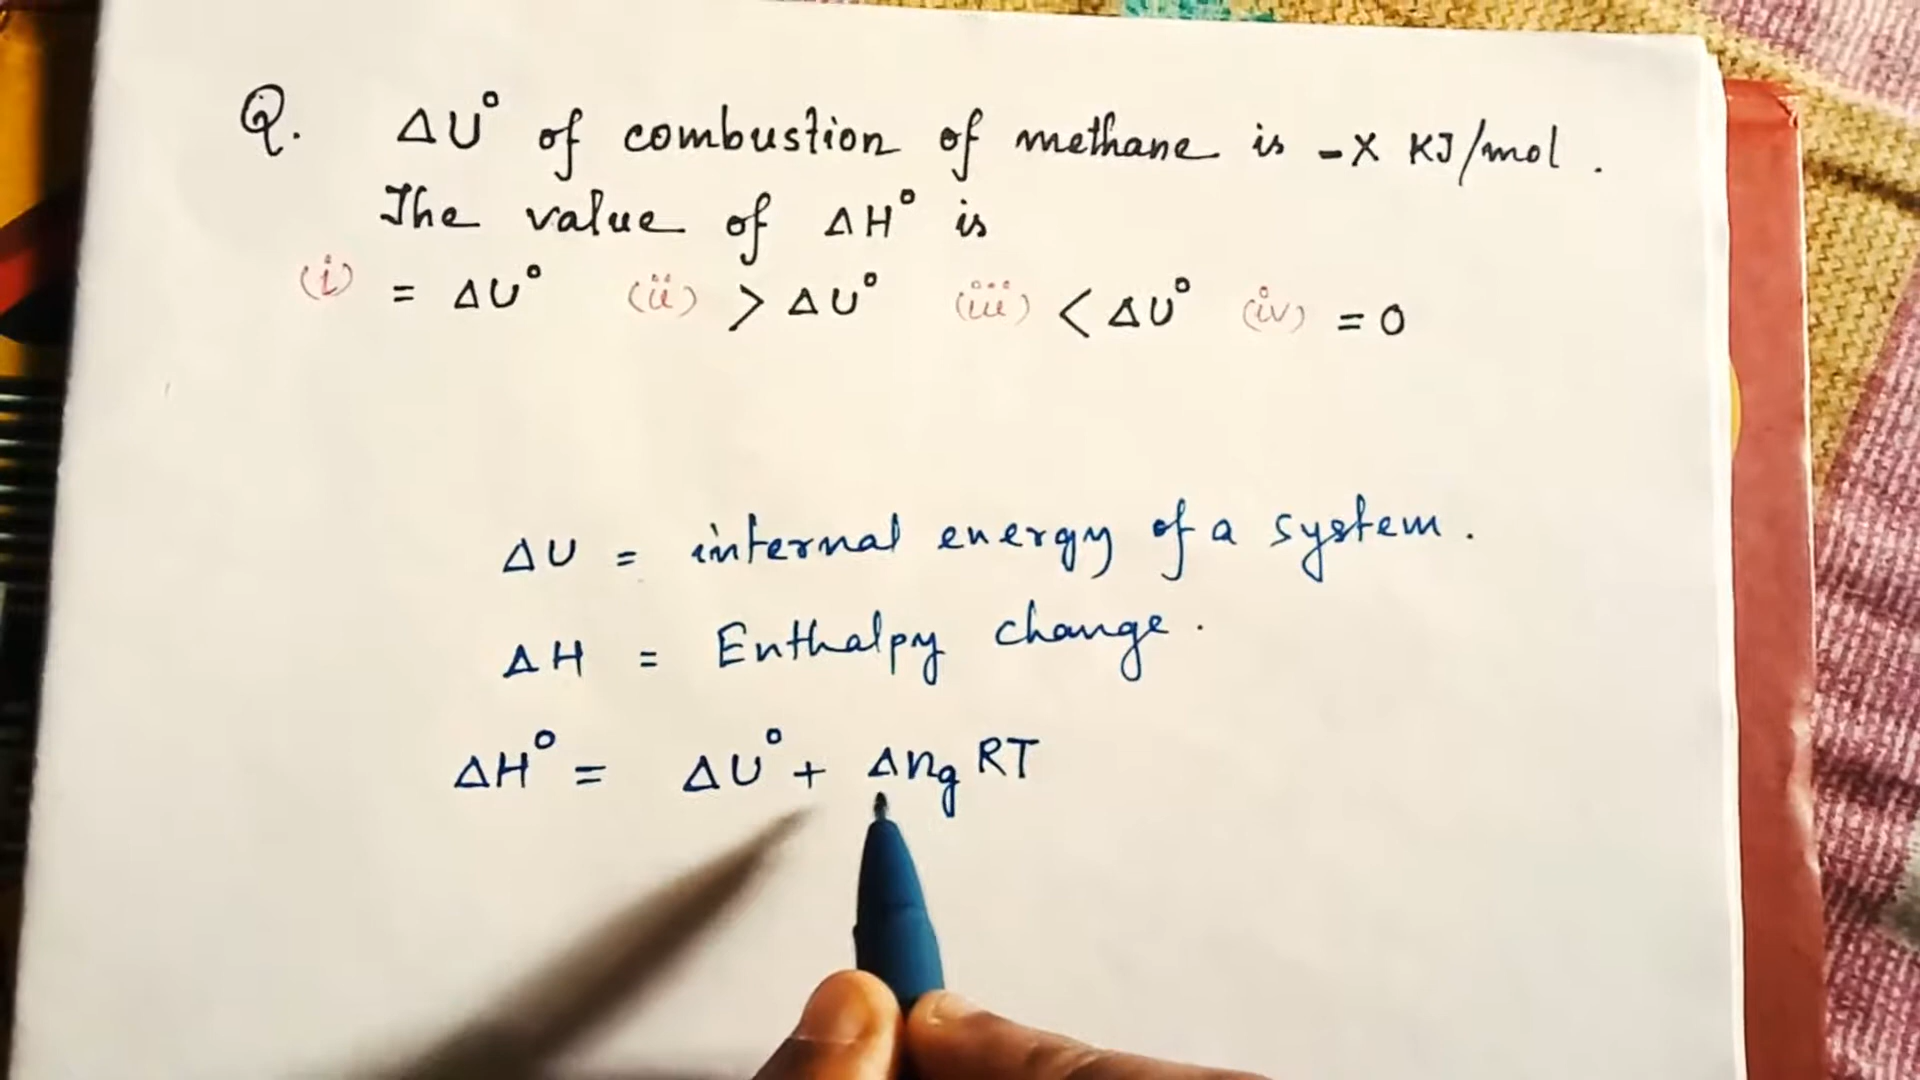 Q. ΔU° of combustion of methane is -X KJ/mol.
The value of ΔH° is
(i) = ΔU° (ii) > ΔU° (iii) < ΔU° (iv) = 0
ΔU = internal energy of a system.
ΔH = Enthalpy change.
ΔH° = ΔU° + Δng RT